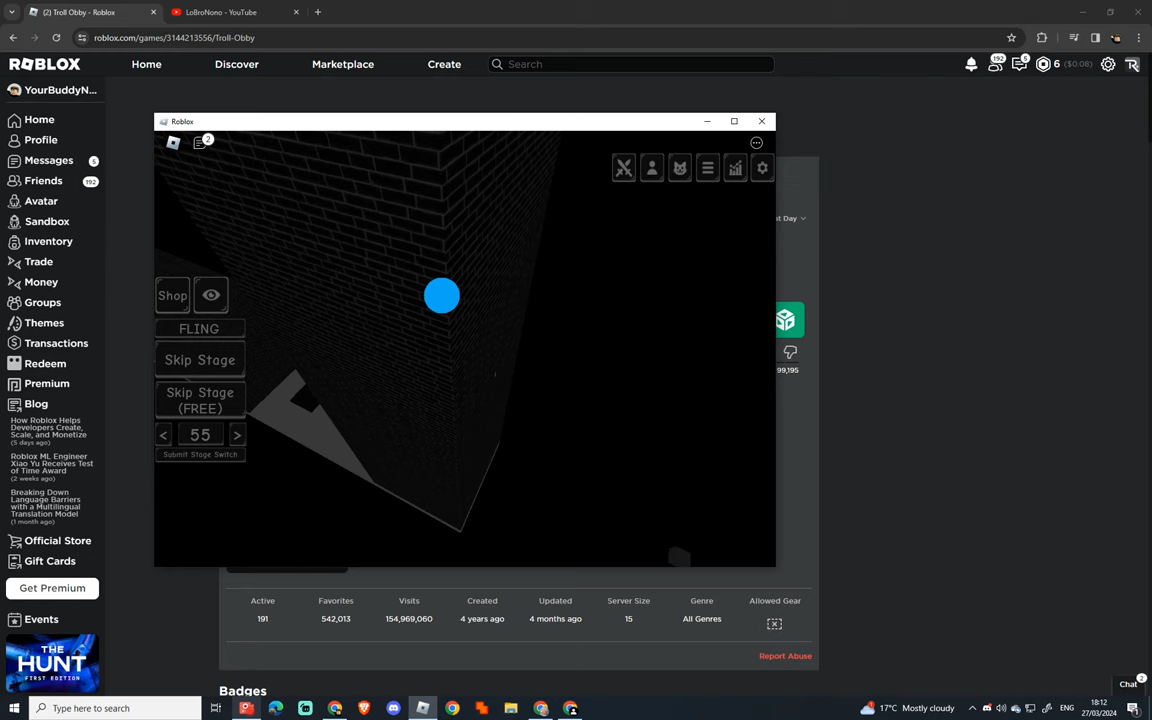 (2) Troll Obby - Roblox
LoBroNono - YouTube
roblox.com/games/3144213556/Troll-Obby
ROBLOX
Home
Discover
Marketplace
Create
Search
192
5
6 ($0.08)
YourBuddyN...
Home
Profile
Messages 5
Friends 192
Avatar
Sandbox
Inventory
Trade
Money
Groups
Themes
Transactions
Redeem
Premium
Blog
How Roblox Helps
Developers Create,
Scale, and Monetize
(5 days ago)
Roblox ML Engineer
Xiao Yu Receives Test
of Time Award
(2 weeks ago)
Breaking Down
Language Barriers
with a Multilingual
Translation Model
(1 month ago)
Official Store
Gift Cards
Get Premium
Events
THE
HUNT
FIRST EDITION
Roblox
2
Shop
FLING
Skip Stage
Skip Stage
(FREE)
< 55 >
Submit Stage Switch
st Day
99,195
Active
Favorites
Visits
Created
Updated
Server Size
Genre
Allowed Gear
191
542,013
154,969,060
4 years ago
4 months ago
15
All Genres
Report Abuse
Badges
Chat 2
Type here to search
17°C Mostly cloudy
ENG
18:12
27/03/2024
1